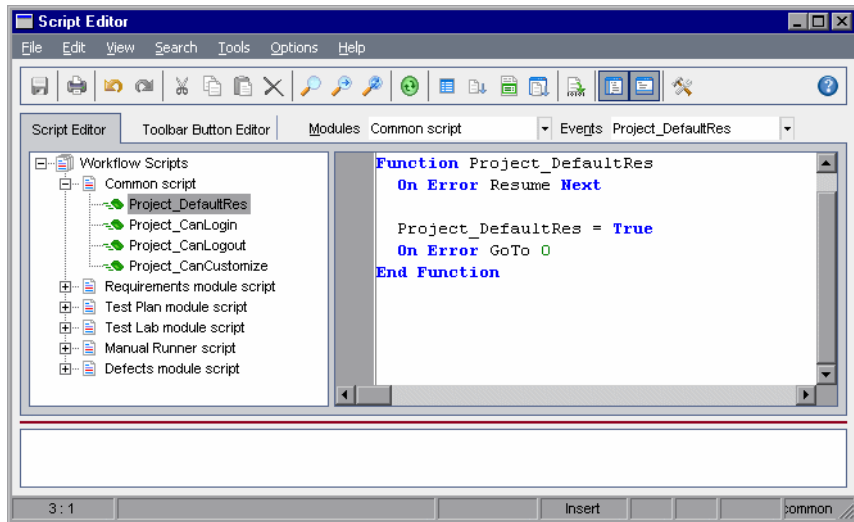 Script Editor
File Edit View Search Tools Options Help
Script Editor Toolbar Button Editor Modules Common script Events Project_DefaultRes
Workflow Scripts
Common script
Project_DefaultRes
Project_CanLogin
Project_CanLogout
Project_CanCustomize
Requirements module script
Test Plan module script
Test Lab module script
Manual Runner script
Defects module script
Function Project_DefaultRes
On Error Resume Next
Project_DefaultRes = True
On Error GoTo 0
End Function
3 : 1 Insert common